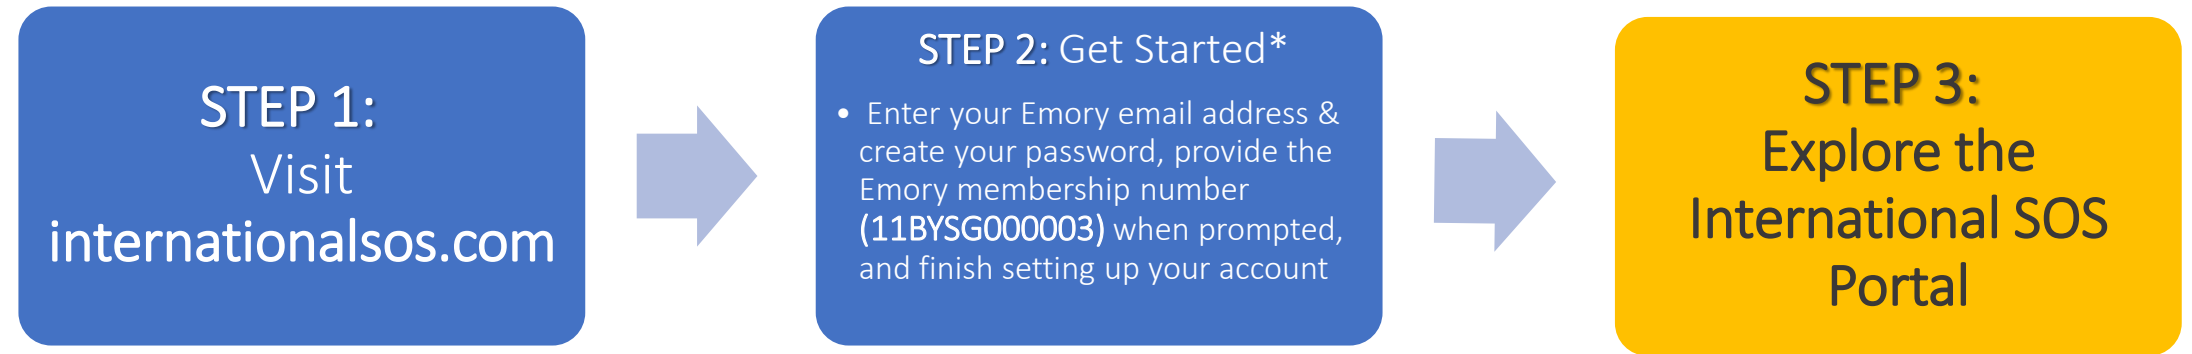 STEP 1:
Visit
internationalsos.com
STEP 2: Get Started*
• Enter your Emory email address &
create your password, provide the
Emory membership number
(11BYSG000003) when prompted,
and finish setting up your account
STEP 3:
Explore the
International SOS
Portal